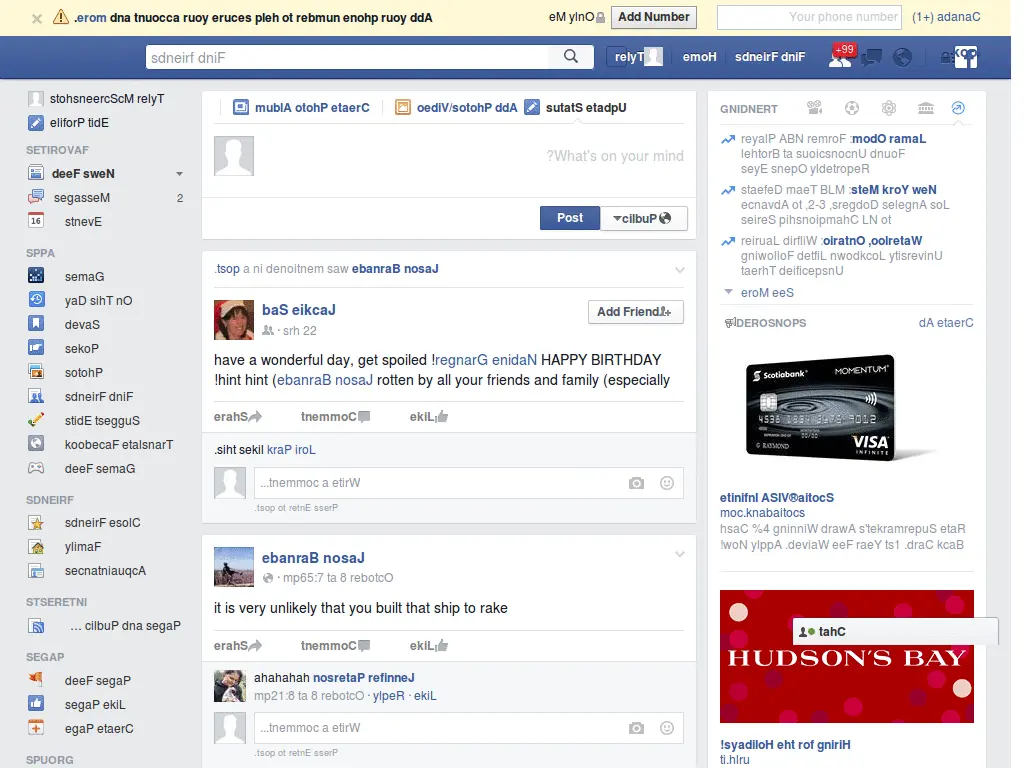 .erom dna tnuocca ruoy eruces pleh ot rebmun enohp ruoy ddA
eM ylnO
Add Number
Your phone number
(1+) adanaC
sdneirf dniF
relyT
emoH
sdneirF dniF
+99
stohsneercScM relyT
eliforP tidE
SETIROVAF
deeF sweN
segasseM 2
16 stnevE
SPPA
semaG
yaD sihT nO
devaS
sekoP
sotohP
sdneirF dniF
stidE tsegguS
koobecaF etalsnarT
deeF semaG
SDNEIRF
sdneirF esolC
ylimaF
secnatniauqcA
STSERETNI
... cilbuP dna segaP
SEGAP
deeF segaP
segaP ekiL
egaP etaerC
SPUORG
mublA otohP etaerC
oediV/sotohP ddA
sutatS etadpU
?What's on your mind
Post
cilbuP
.tsop a ni denoitnem saw ebanraB nosaJ
baS eikcaJ
· srh 22
Add Friend
have a wonderful day, get spoiled !regnarG enidaN HAPPY BIRTHDAY
!hint hint (ebanraB nosaJ rotten by all your friends and family (especially
erahS
tnemmoC
ekiL
.siht sekil kraP iroL
...tnemmoc a etirW
.tsop ot retnE sserP
ebanraB nosaJ
· mp65:7 ta 8 rebotcO
it is very unlikely that you built that ship to rake
erahS
tnemmoC
ekiL
ahahahah nosretaP refinneJ
mp21:8 ta 8 rebotcO · ylpeR · ekiL
...tnemmoc a etirW
.tsop ot retnE sserP
GNIDNERT
reyalP ABN remroF :modO ramaL
lehtorB ta suoicsnocnU dnuoF
seyE snepO yldetropeR
staefeD maeT BLM :steM kroY weN
ecnavdA ot ,2-3 ,sregdoD selegnA soL
seireS pihsnoipmahC LN ot
reiruaL dirfliW :oiratnO ,oolretaW
gniwolloF detfiL nwodkcoL ytisrevinU
taerhT deificepsnU
eroM eeS
DEROSNOPS
dA etaerC
Scotiabank
MOMENTUM
4536
9012
G RAYMOND
VISA
INFINITE
etinifnI ASIV®aitocS
moc.knabaitocs
hsaC %4 gninniW drawA s'tekramrepuS etaR
!woN ylppA .deviaW eeF raeY ts1 .draC kcaB
tahC
HUDSON'S BAY
!syadiloH eht rof gniriH
ti.hlru